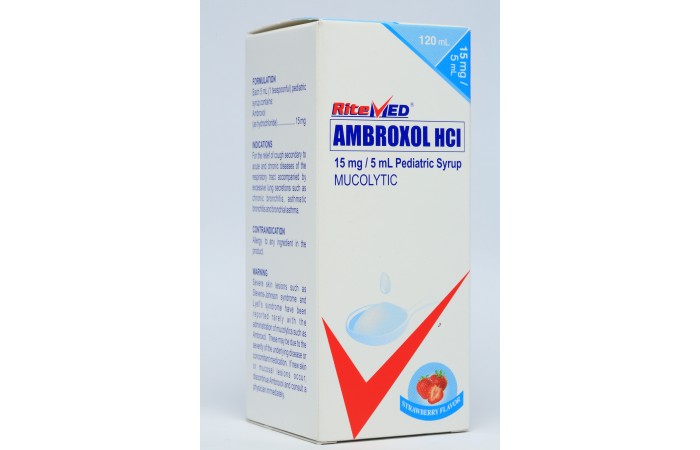 FORMULATION
Each 5 mL (1 teaspoonful) pediatric
syrup contains:
Ambroxol
(as hydrochloride) ............... 15mg
INDICATIONS
For the relief of cough secondary to
acute and chronic diseases of the
respiratory tract accompanied by
excessive lung secretions such as
chronic bronchitis, asthmatic
bronchitis and bronchial asthma.
CONTRAINDICATION
Allergy to any ingredient in the
product.
WARNING
Severe skin lesions such as
Stevens-Johnson syndrome and
Lyell's syndrome have been
reported rarely with the
administration of mucolytics such as
Ambroxol. These may be due to the
severity of the underlying disease or
concomitant medication. If new skin
or mucosal lesions occur,
discontinue Ambroxol and consult a
physician immediately.
120 mL
15 mg /
5 mL
RiteMED®
AMBROXOL HCl
15 mg / 5 mL Pediatric Syrup
MUCOLYTIC
STRAWBERRY FLAVOR